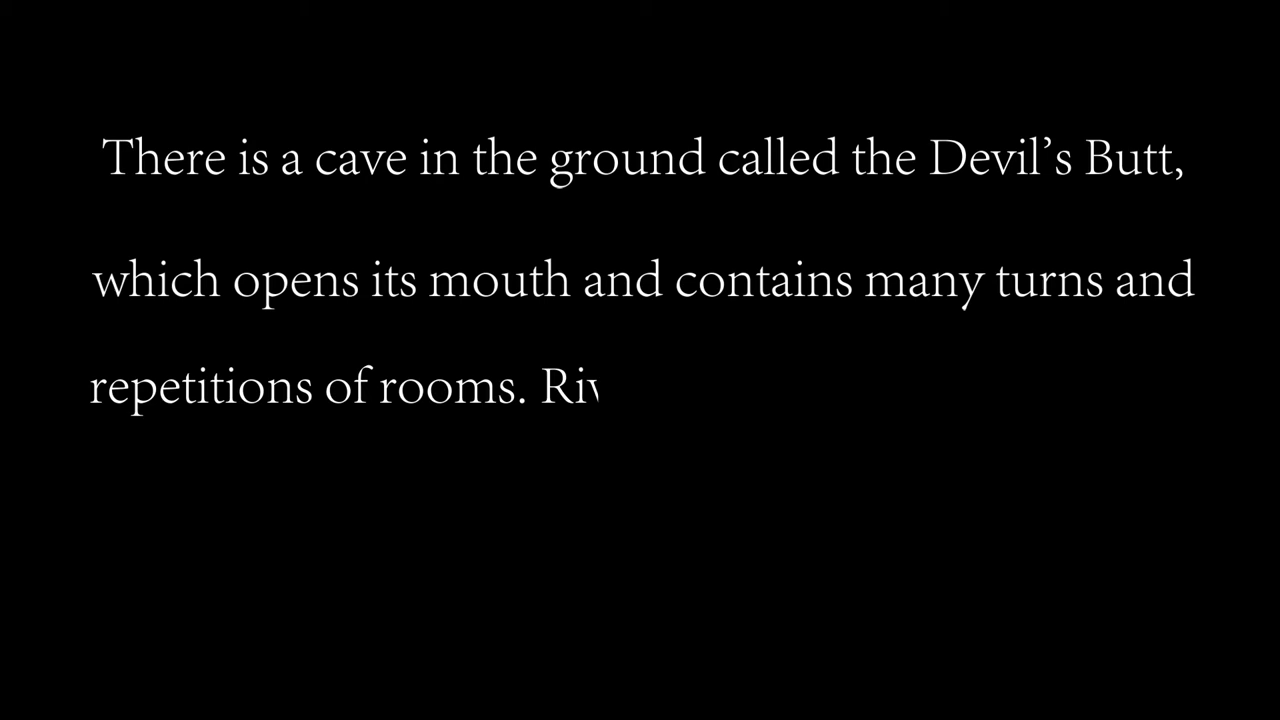 There is a cave in the ground called the Devil’s Butt,
which opens its mouth and contains many turns and
repetitions of rooms. Riv